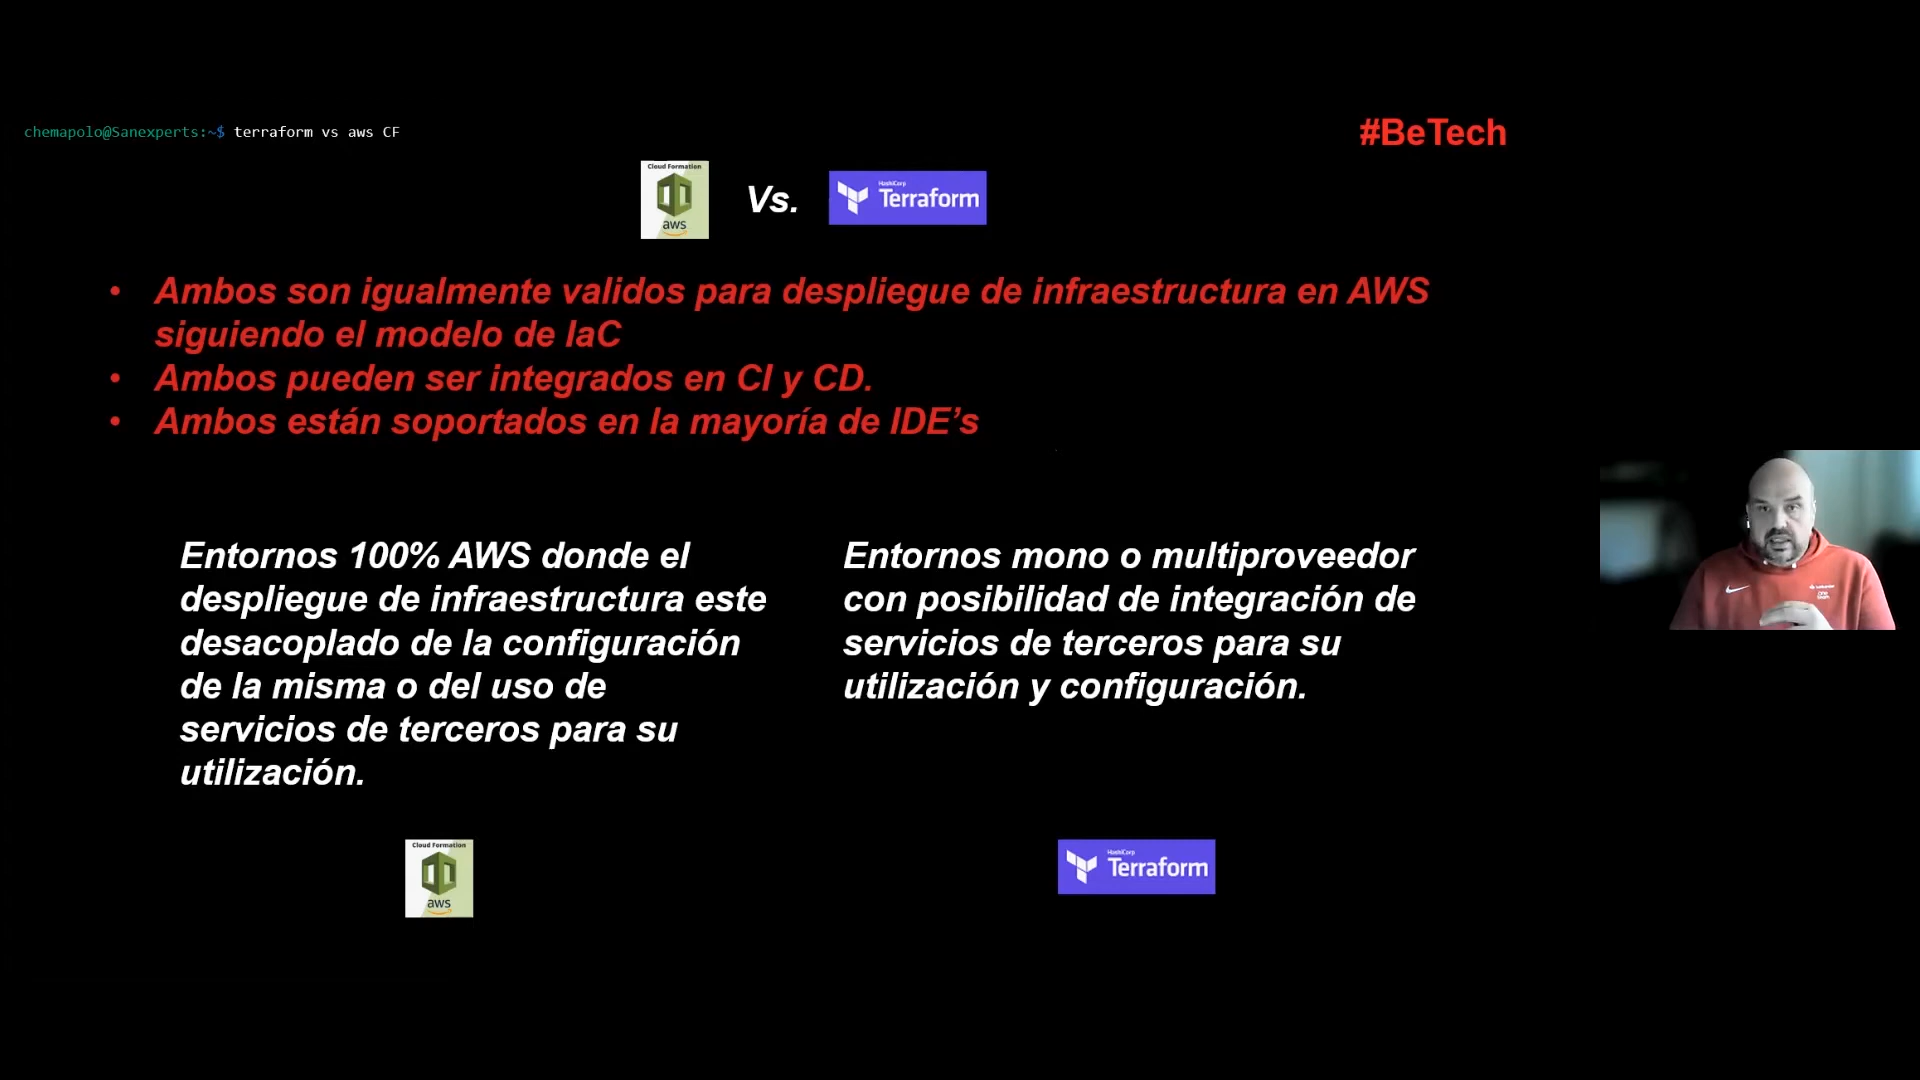 chemapolo@Sanexperts:~$ terraform vs aws CF
#BeTech
Cloud Formation
aws
Vs.
HashiCorp
Terraform
• Ambos son igualmente validos para despliegue de infraestructura en AWS
siguiendo el modelo de IaC
• Ambos pueden ser integrados en CI y CD.
• Ambos están soportados en la mayoría de IDE’s
Entornos 100% AWS donde el
despliegue de infraestructura este
desacoplado de la configuración
de la misma o del uso de
servicios de terceros para su
utilización.
Entornos mono o multiproveedor
con posibilidad de integración de
servicios de terceros para su
utilización y configuración.
Cloud Formation
aws
HashiCorp
Terraform